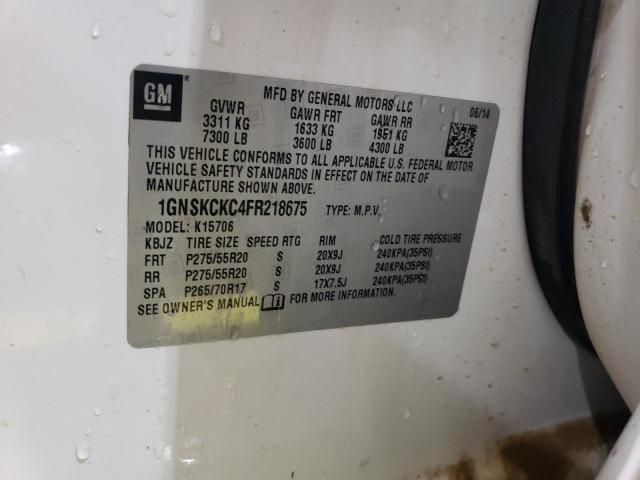 GM
MFD BY GENERAL MOTORS LLC
06/14
GVWR GAWR FRT GAWR RR
3311 KG 1633 KG 1951 KG
7300 LB 3600 LB 4300 LB
THIS VEHICLE CONFORMS TO ALL APPLICABLE U.S. FEDERAL MOTOR
VEHICLE SAFETY STANDARDS IN EFFECT ON THE DATE OF
MANUFACTURE SHOWN ABOVE.
1GNSKCKC4FR218675 TYPE: M.P.V.
MODEL: K15706
KBJZ TIRE SIZE SPEED RTG RIM COLD TIRE PRESSURE
FRT P275/55R20 S 20X9J 240KPA(35PSI)
RR P275/55R20 S 20X9J 240KPA(35PSI)
SPA P265/70R17 S 17X7.5J 240KPA(35PSI)
SEE OWNER'S MANUAL FOR MORE INFORMATION.